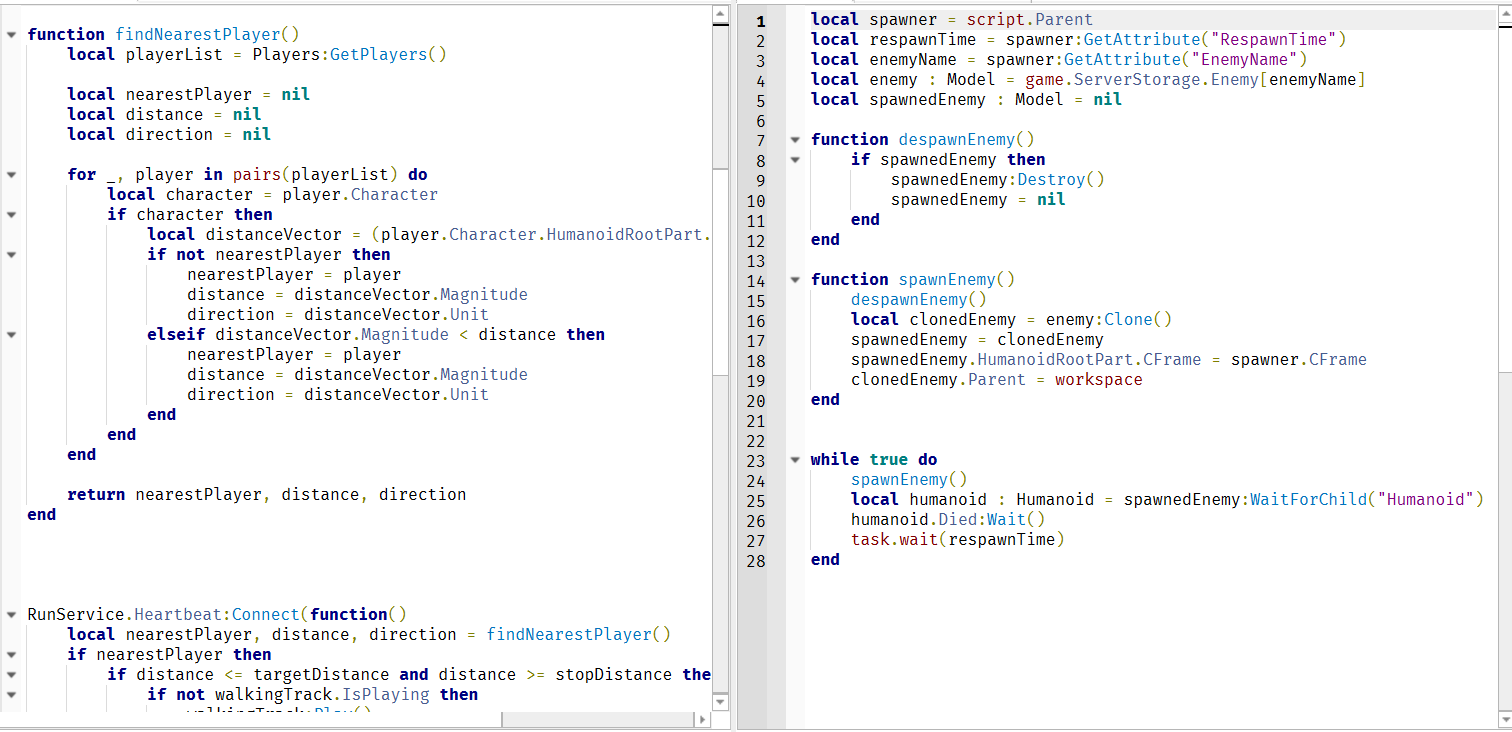 function findNearestPlayer()
local playerList = Players:GetPlayers()
local nearestPlayer = nil
local distance = nil
local direction = nil
for _, player in pairs(playerList) do
local character = player.Character
if character then
local distanceVector = (player.Character.HumanoidRootPart.
if not nearestPlayer then
nearestPlayer = player
distance = distanceVector.Magnitude
direction = distanceVector.Unit
elseif distanceVector.Magnitude < distance then
nearestPlayer = player
distance = distanceVector.Magnitude
direction = distanceVector.Unit
end
end
end
return nearestPlayer, distance, direction
end
RunService.Heartbeat:Connect(function()
local nearestPlayer, distance, direction = findNearestPlayer()
if nearestPlayer then
if distance <= targetDistance and distance >= stopDistance the
if not walkingTrack.IsPlaying then
1 local spawner = script.Parent
2 local respawnTime = spawner:GetAttribute("RespawnTime")
3 local enemyName = spawner:GetAttribute("EnemyName")
4 local enemy : Model = game.ServerStorage.Enemy[enemyName]
5 local spawnedEnemy : Model = nil
6
7 function despawnEnemy()
8 if spawnedEnemy then
9 spawnedEnemy:Destroy()
10 spawnedEnemy = nil
11 end
12 end
13
14 function spawnEnemy()
15 despawnEnemy()
16 local clonedEnemy = enemy:Clone()
17 spawnedEnemy = clonedEnemy
18 spawnedEnemy.HumanoidRootPart.CFrame = spawner.CFrame
19 clonedEnemy.Parent = workspace
20 end
21
22
23 while true do
24 spawnEnemy()
25 local humanoid : Humanoid = spawnedEnemy:WaitForChild("Humanoid")
26 humanoid.Died:Wait()
27 task.wait(respawnTime)
28 end